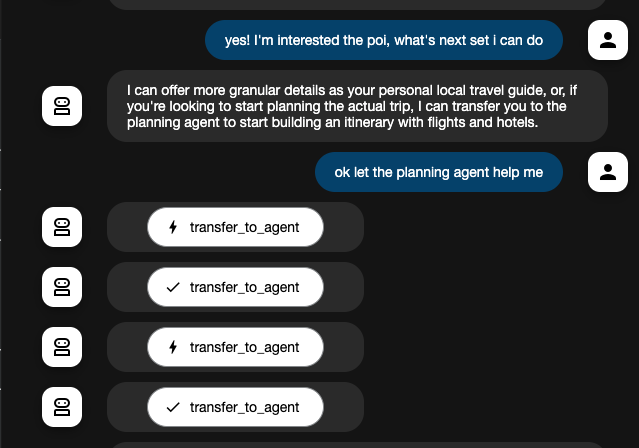 yes! I'm interested the poi, what's next set i can do
I can offer more granular details as your personal local travel guide, or, if
you're looking to start planning the actual trip, I can transfer you to the
planning agent to start building an itinerary with flights and hotels.
ok let the planning agent help me
transfer_to_agent
transfer_to_agent
transfer_to_agent
transfer_to_agent